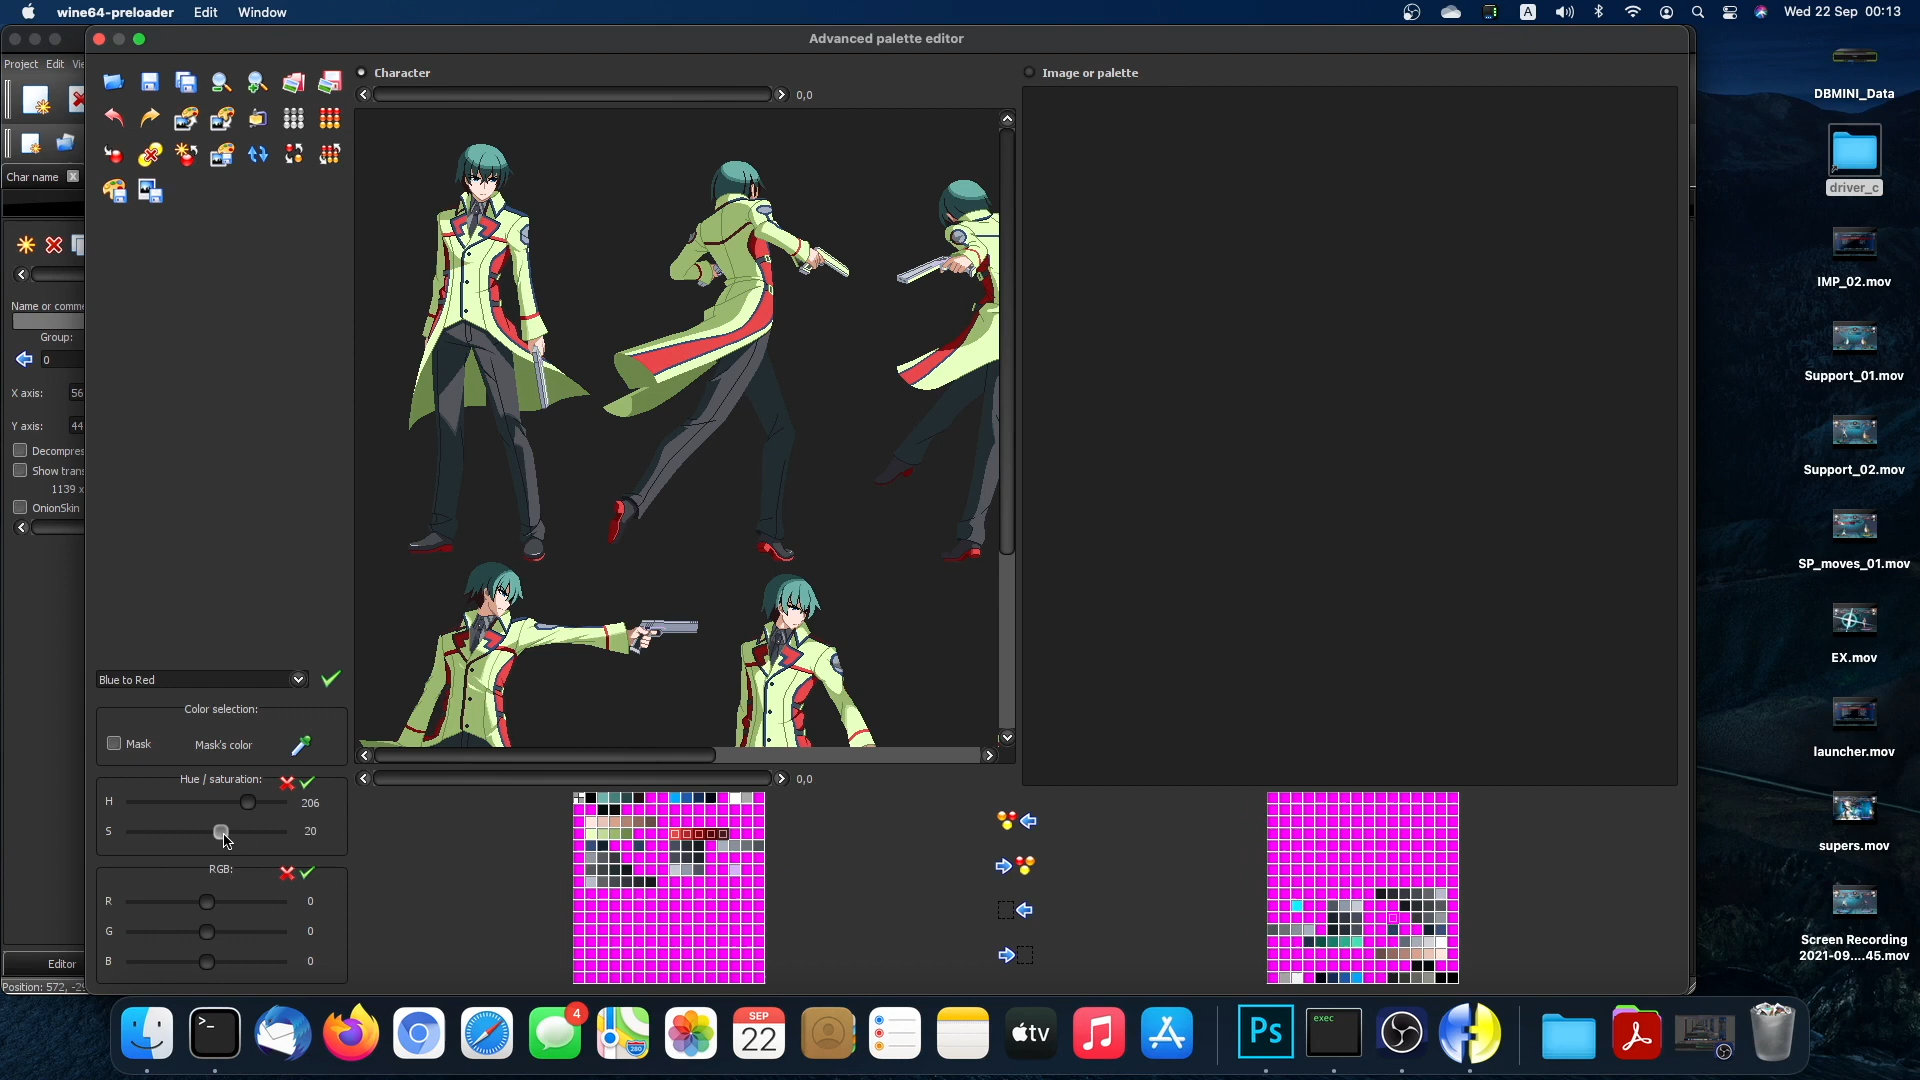 wine64-preloader Edit Window
A
Wed 22 Sep 00:13
Advanced palette editor
Project Edit
Character
0,0
Image or palette
Char name
Name or
Group:
0
X axis: 56
Y axis: 44
Show
1139 x
OnionSkin
Blue to Red
Color selection:
Mask Mask's color
Hue / saturation:
H 206
S 20
RGB:
R 0
G 0
B 0
0,0
Editor
Position: 572,
DBMINI_Data
driver_c
IMP_02.mov
Support_01.mov
Support_02.mov
SP_moves_01.mov
EX.mov
launcher.mov
supers.mov
Screen Recording
2021-09....45.mov
>_
4
280
SEP
22
tv
Ps
exec